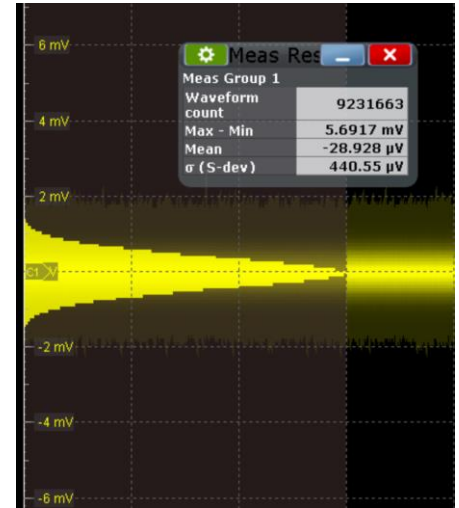 6 mV
Meas Res
Meas Group 1
Waveform count 9231663
4 mV
Max - Min 5.6917 mV
Mean -28.928 µV
σ (S-dev) 440.55 µV
2 mV
C1
-2 mV
-4 mV
-6 mV